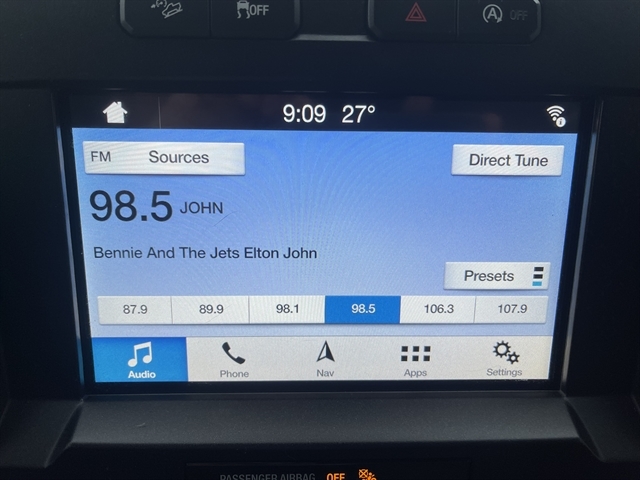 OFF
A OFF
9:09 27°
FM Sources
Direct Tune
98.5 JOHN
Bennie And The Jets Elton John
Presets
87.9 89.9 98.1 98.5 106.3 107.9
Audio Phone Nav Apps Settings
PASSENGER AIRBAG OFF